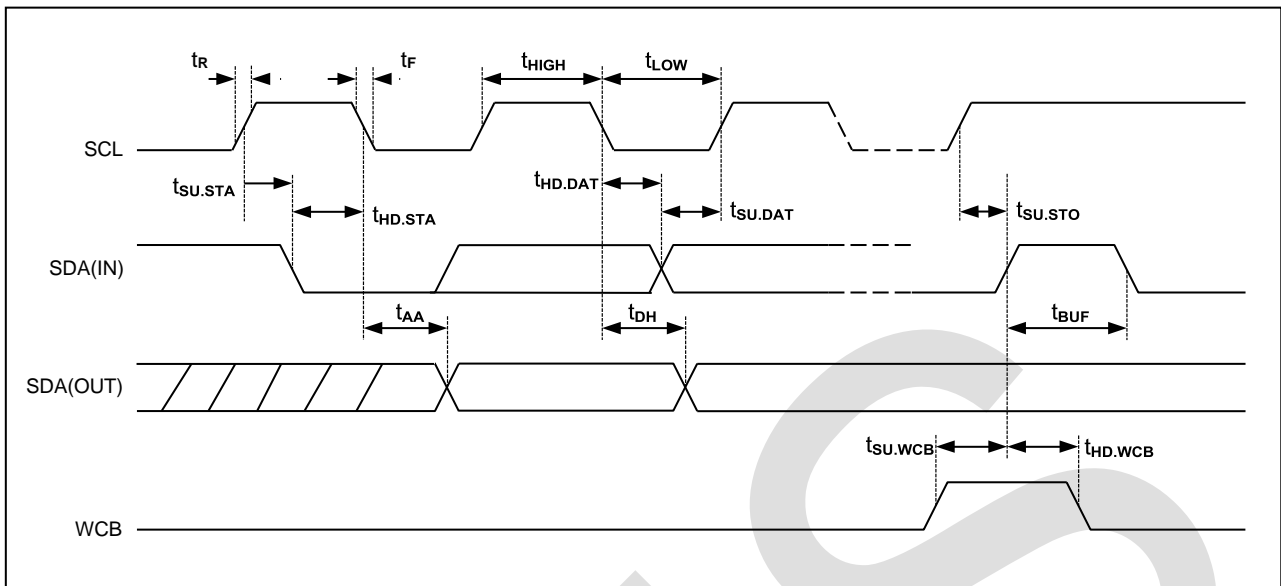 tR tF tHIGH tLOW
SCL
tSU.STA tHD.STA tHD.DAT tSU.DAT tSU.STO
SDA(IN)
tAA tDH tBUF
SDA(OUT)
tSU.WCB tHD.WCB
WCB